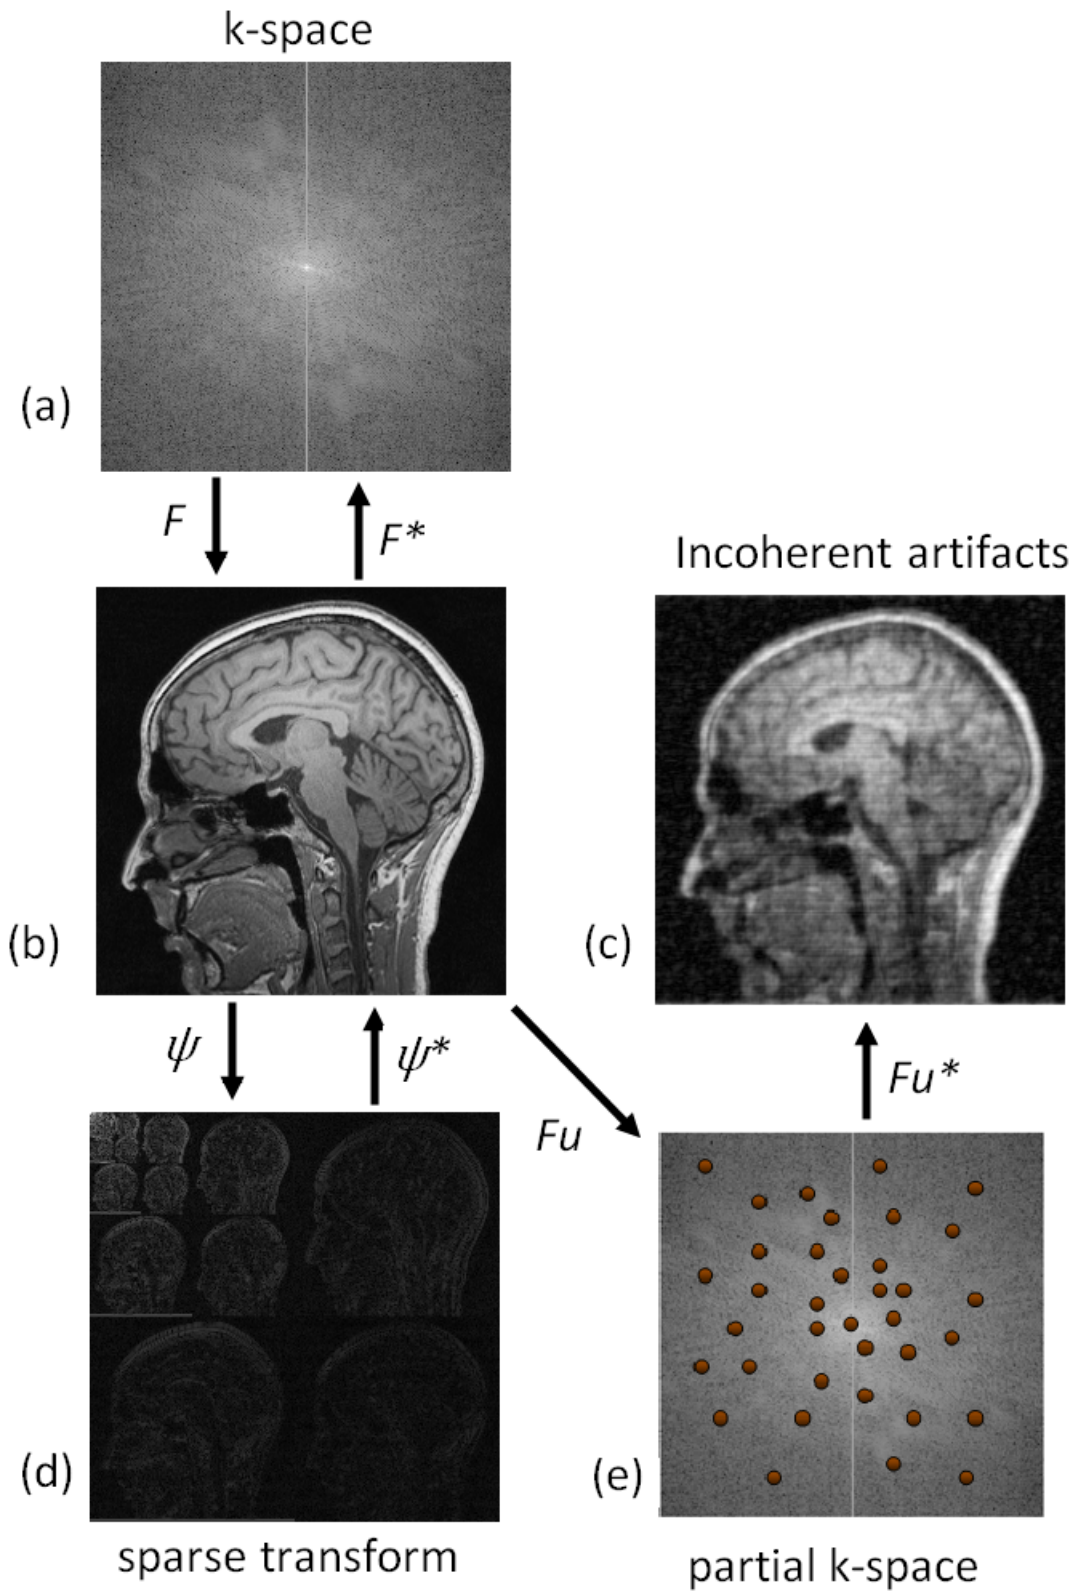 k-space
(a)
F
F*
Incoherent artifacts
(b)
(c)
ψ
ψ*
Fu
Fu*
(d)
(e)
sparse transform
partial k-space